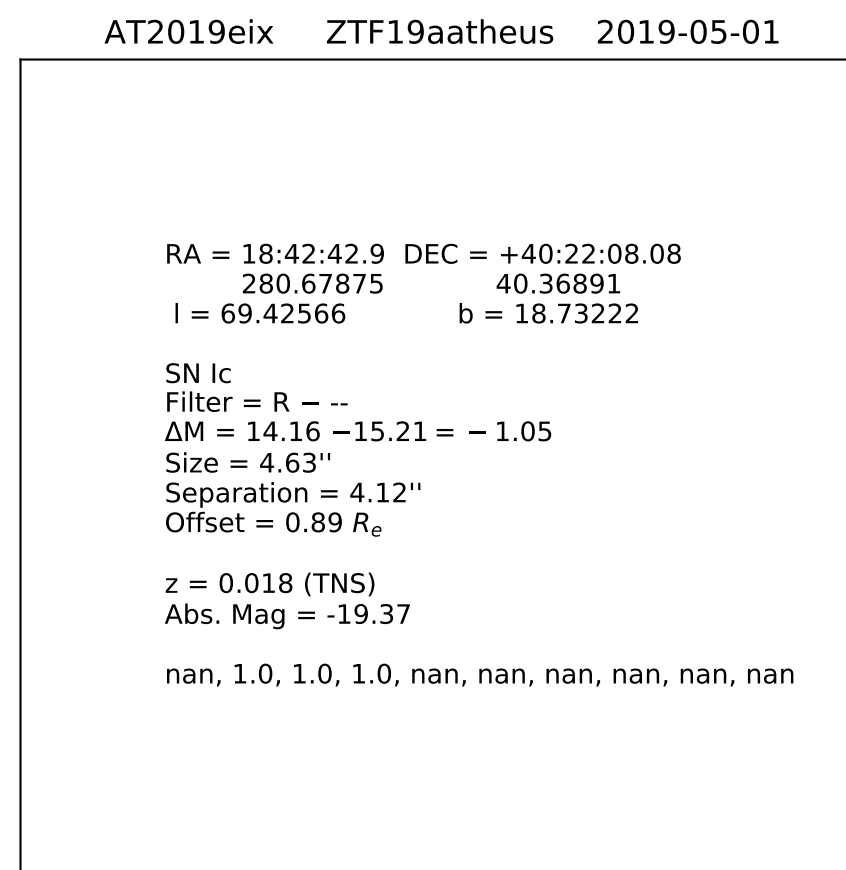 AT2019eix ZTF19aatheus 2019-05-01
RA = 18:42:42.9 DEC = +40:22:08.08
280.67875 40.36891
l = 69.42566 b = 18.73222
SN Ic
Filter = R − --
ΔM = 14.16 −15.21 = − 1.05
Size = 4.63''
Separation = 4.12''
Offset = 0.89 Rₑ
z = 0.018 (TNS)
Abs. Mag = -19.37
nan, 1.0, 1.0, 1.0, nan, nan, nan, nan, nan, nan